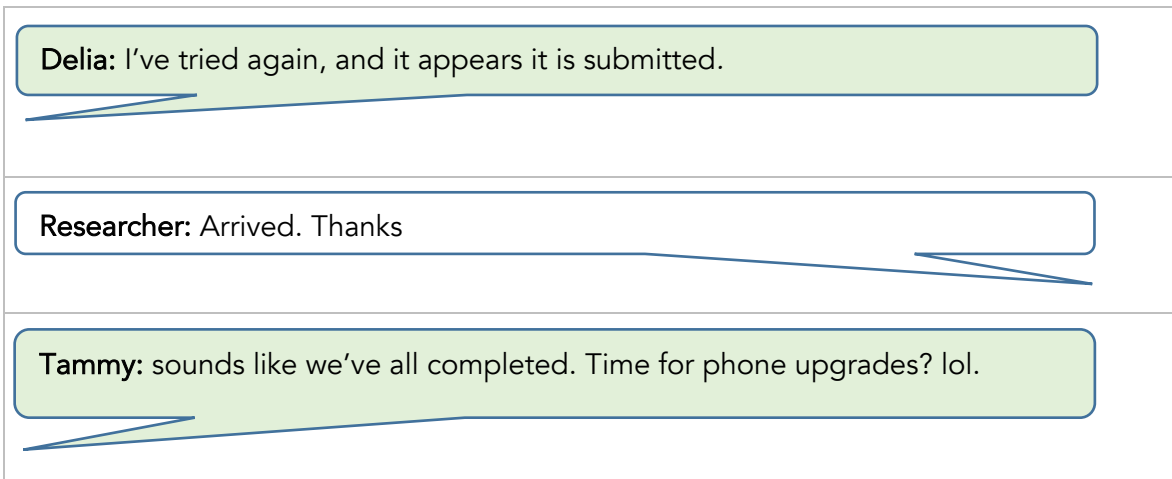 Delia: I’ve tried again, and it appears it is submitted.
Researcher: Arrived. Thanks
Tammy: sounds like we’ve all completed. Time for phone upgrades? lol.